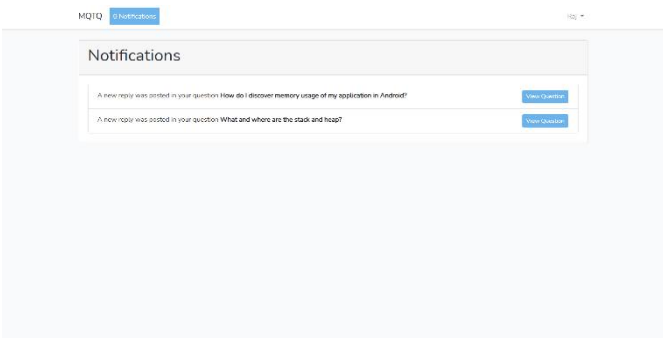 MQTQ
0 Notifications
Raj
Notifications
A new reply was posted in your question How do I discover memory usage of my application in Android?
View Question
A new reply was posted in your question What and where are the stack and heap?
View Question